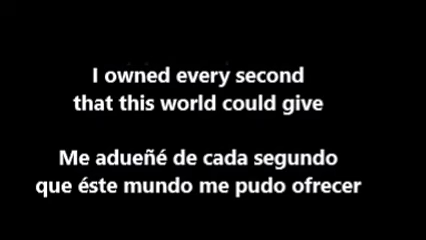 I owned every second
that this world could give
Me adueñé de cada segundo
que éste mundo me pudo ofrecer